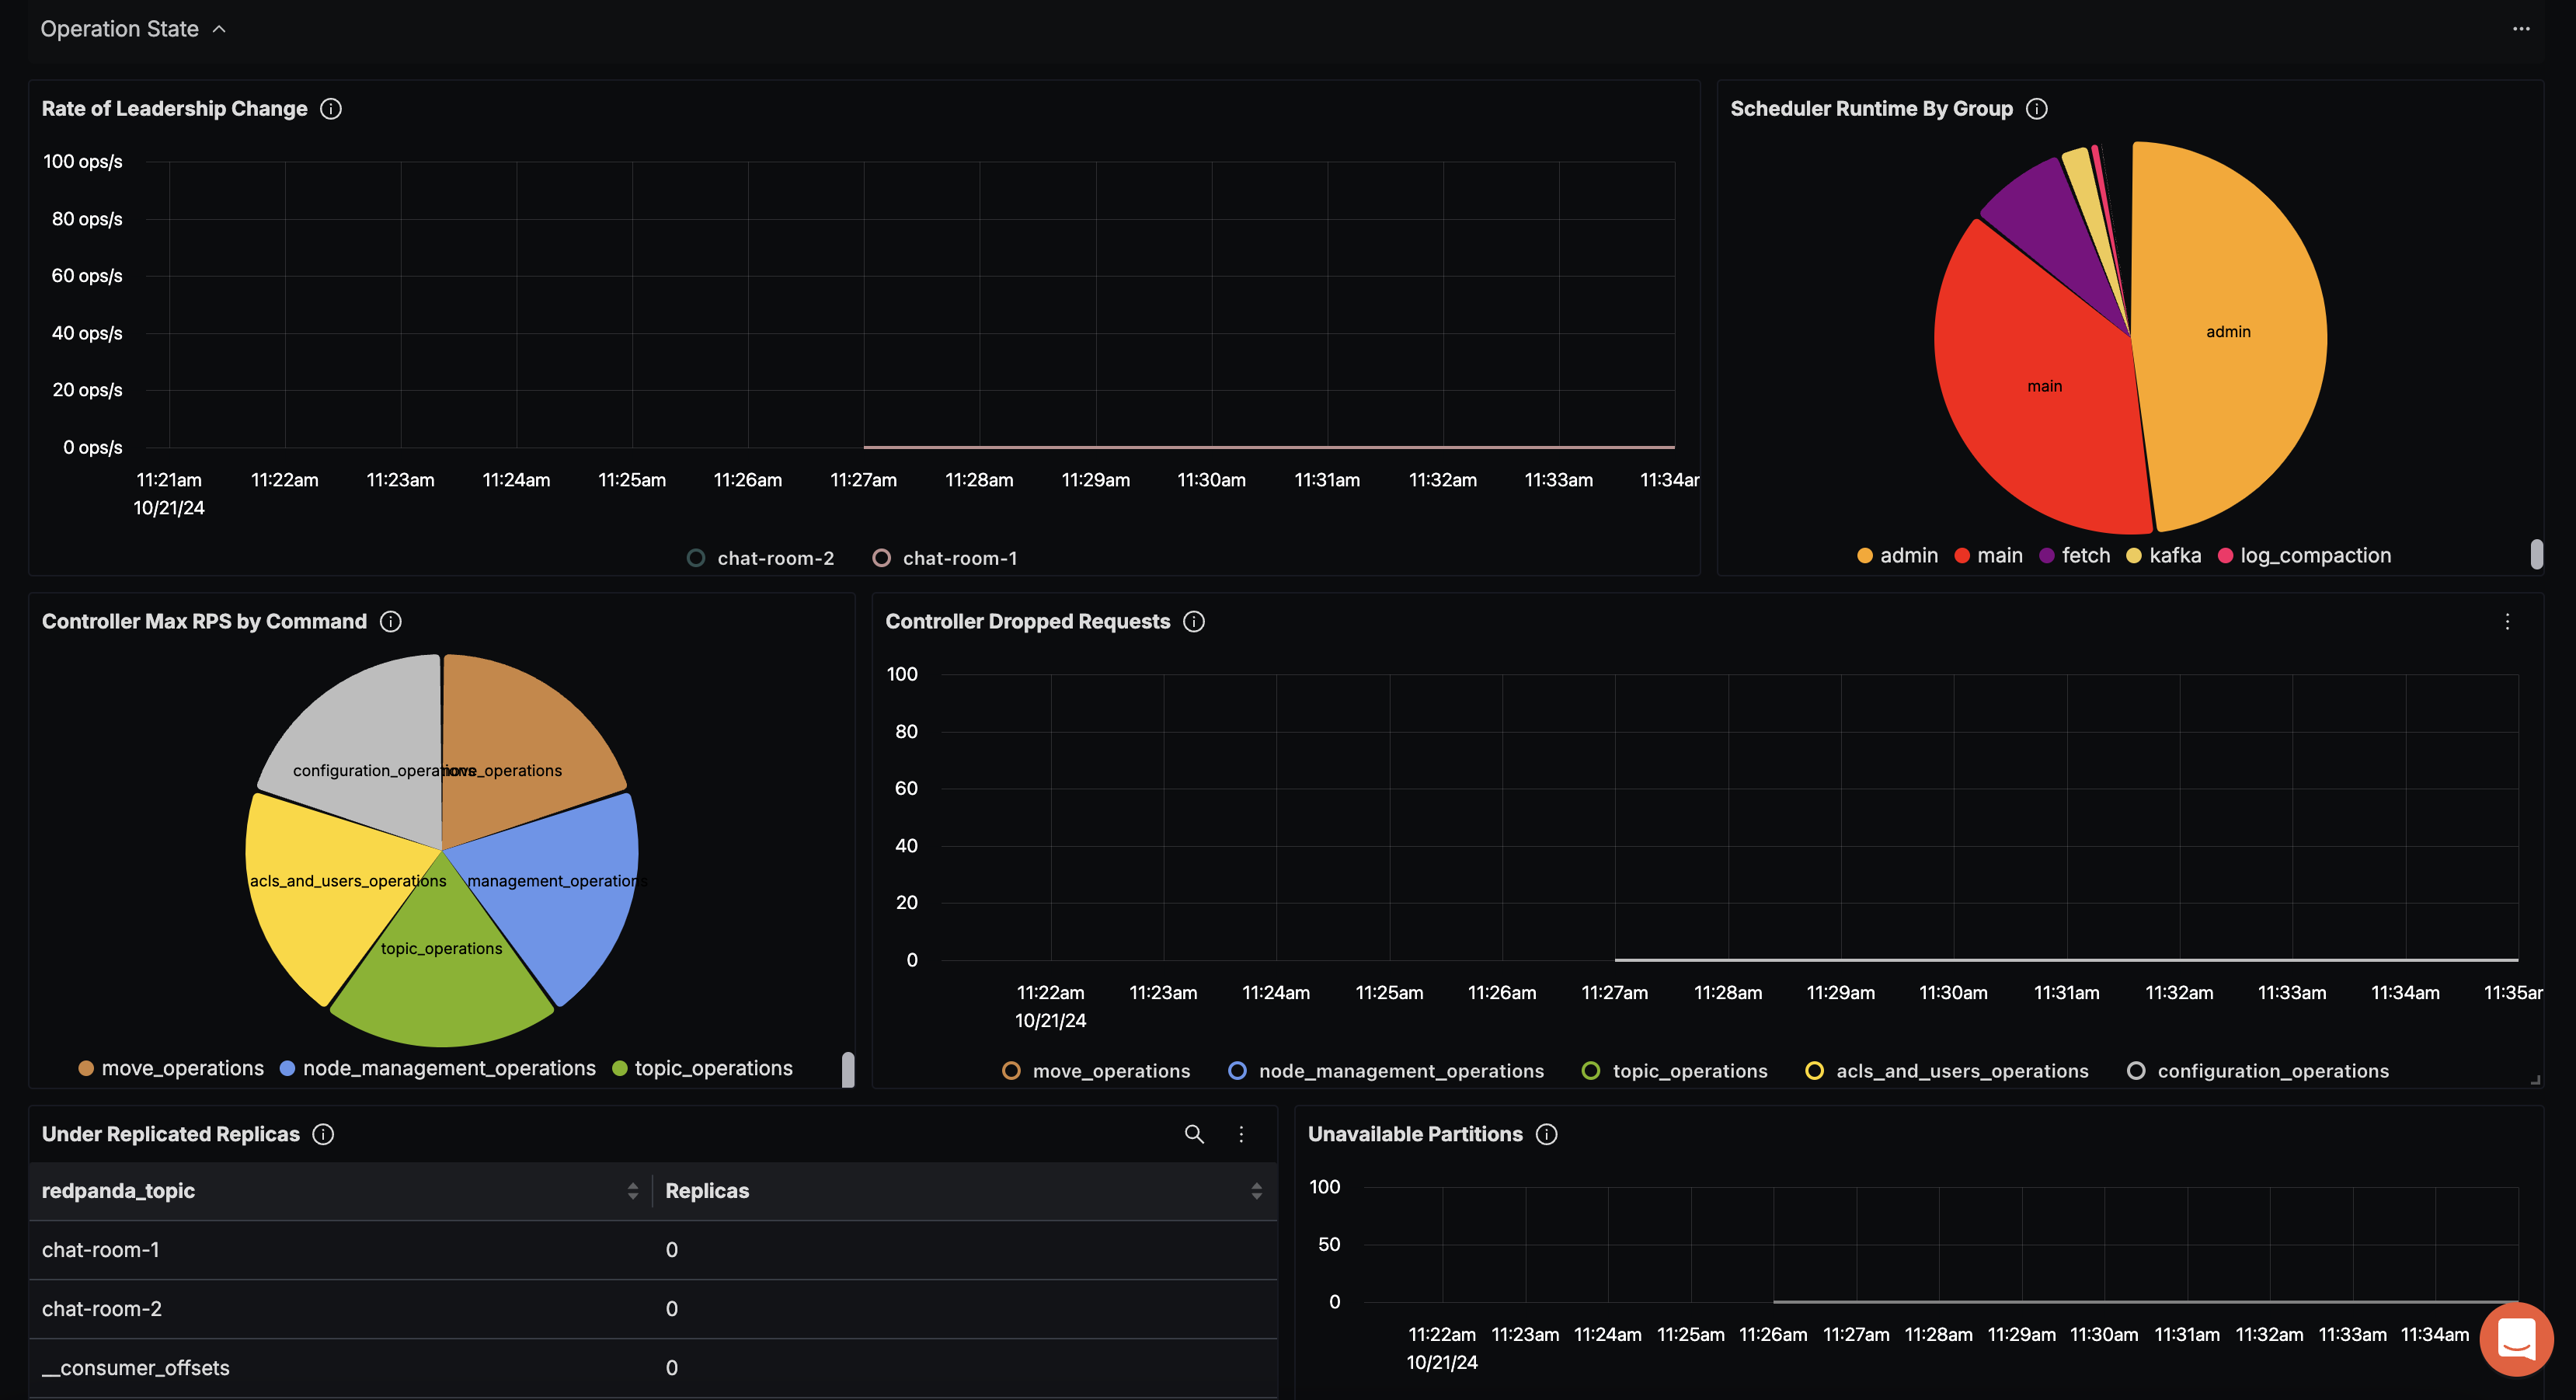 Operation State
Rate of Leadership Change
100 ops/s
80 ops/s
60 ops/s
40 ops/s
20 ops/s
0 ops/s
11:21am 11:22am 11:23am 11:24am 11:25am 11:26am 11:27am 11:28am 11:29am 11:30am 11:31am 11:32am 11:33am 11:34ar
10/21/24
chat-room-2 chat-room-1
Scheduler Runtime By Group
admin
main
admin main fetch kafka log_compaction
Controller Max RPS by Command
configuration_operations move_operations
acls_and_users_operations management_operations
topic_operations
move_operations node_management_operations topic_operations
Controller Dropped Requests
100
80
60
40
20
0
11:22am 11:23am 11:24am 11:25am 11:26am 11:27am 11:28am 11:29am 11:30am 11:31am 11:32am 11:33am 11:34am 11:35ar
10/21/24
move_operations node_management_operations topic_operations acls_and_users_operations configuration_operations
Under Replicated Replicas
redpanda_topic Replicas
chat-room-1 0
chat-room-2 0
__consumer_offsets 0
Unavailable Partitions
100
50
0
11:22am 11:23am 11:24am 11:25am 11:26am 11:27am 11:28am 11:29am 11:30am 11:31am 11:32am 11:33am 11:34am
10/21/24